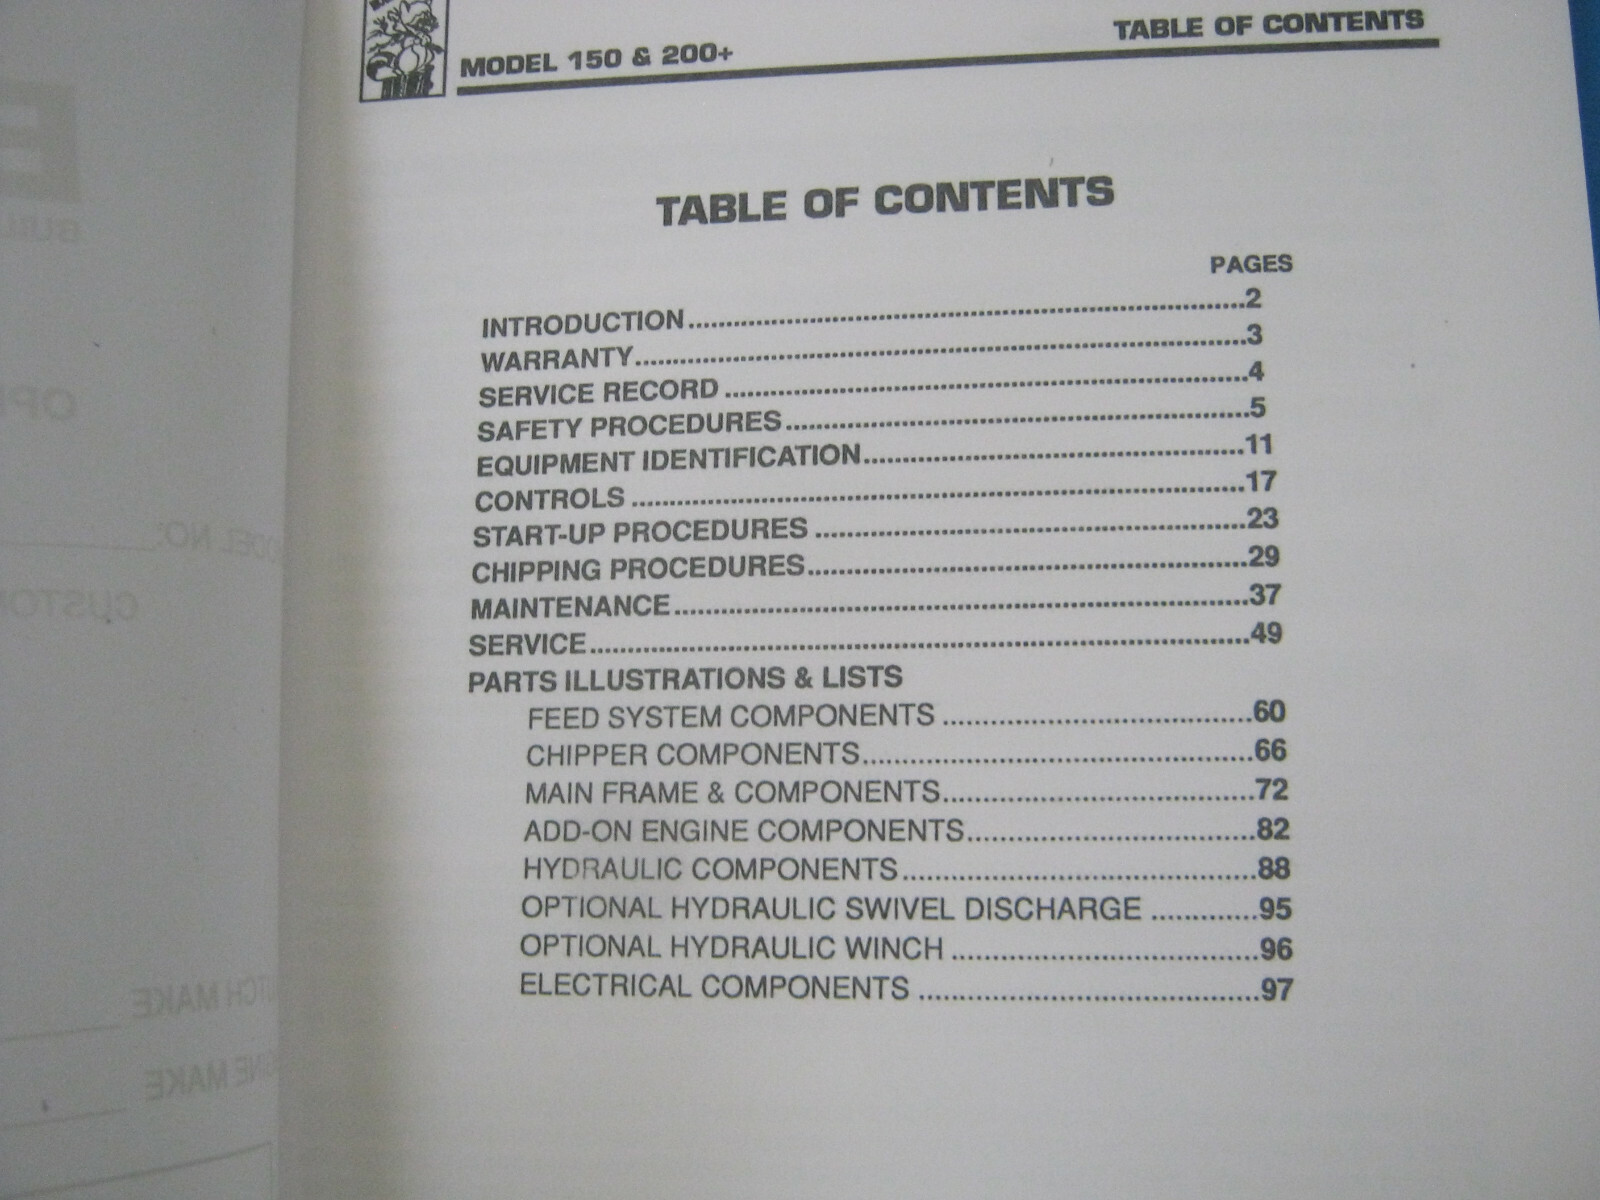 MODEL 150 & 200+
TABLE OF CONTENTS
TABLE OF CONTENTS
PAGES
INTRODUCTION........................................................................2
WARRANTY................................................................................3
SERVICE RECORD ....................................................................4
SAFETY PROCEDURES.............................................................5
EQUIPMENT IDENTIFICATION..................................................11
CONTROLS ................................................................................17
START-UP PROCEDURES .........................................................23
CHIPPING PROCEDURES..........................................................29
MAINTENANCE...........................................................................37
SERVICE.....................................................................................49
PARTS ILLUSTRATIONS & LISTS
FEED SYSTEM COMPONENTS ........................................60
CHIPPER COMPONENTS..................................................66
MAIN FRAME & COMPONENTS........................................72
ADD-ON ENGINE COMPONENTS.....................................82
HYDRAULIC COMPONENTS.............................................88
OPTIONAL HYDRAULIC SWIVEL DISCHARGE ..............95
OPTIONAL HYDRAULIC WINCH .......................................96
ELECTRICAL COMPONENTS ...........................................97